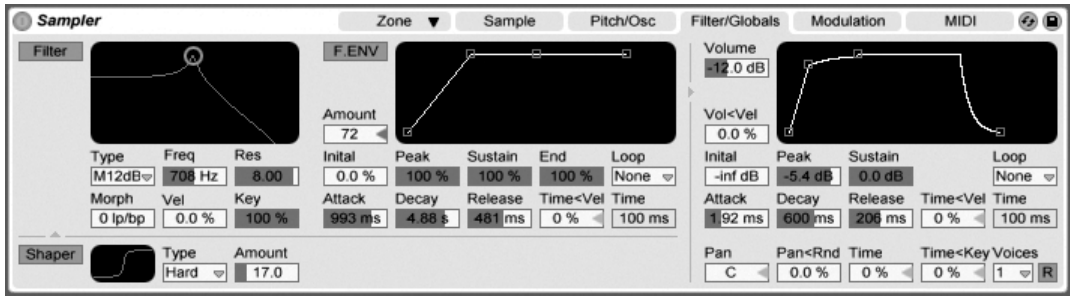 Sampler Zone ▼ Sample Pitch/Osc Filter/Globals Modulation MIDI
Filter F.ENV Volume
-12.0 dB
Amount Vol<Vel
72 0.0 %
Type Freq Res Inital Peak Sustain End Loop Inital Peak Sustain Loop
M12dB 708 Hz 8.00 0.0 % 100 % 100 % 100 % None -inf dB -5.4 dB 0.0 dB None
Morph Vel Key Attack Decay Release Time<Vel Time Attack Decay Release Time<Vel Time
0 lp/bp 0.0 % 100 % 993 ms 4.88 s 481 ms 0 % 100 ms 1.92 ms 600 ms 206 ms 0 % 100 ms
Shaper Type Amount Pan Pan<Rnd Time Time<Key Voices
Hard 17.0 C 0.0 % 0 % 0 % 1 R